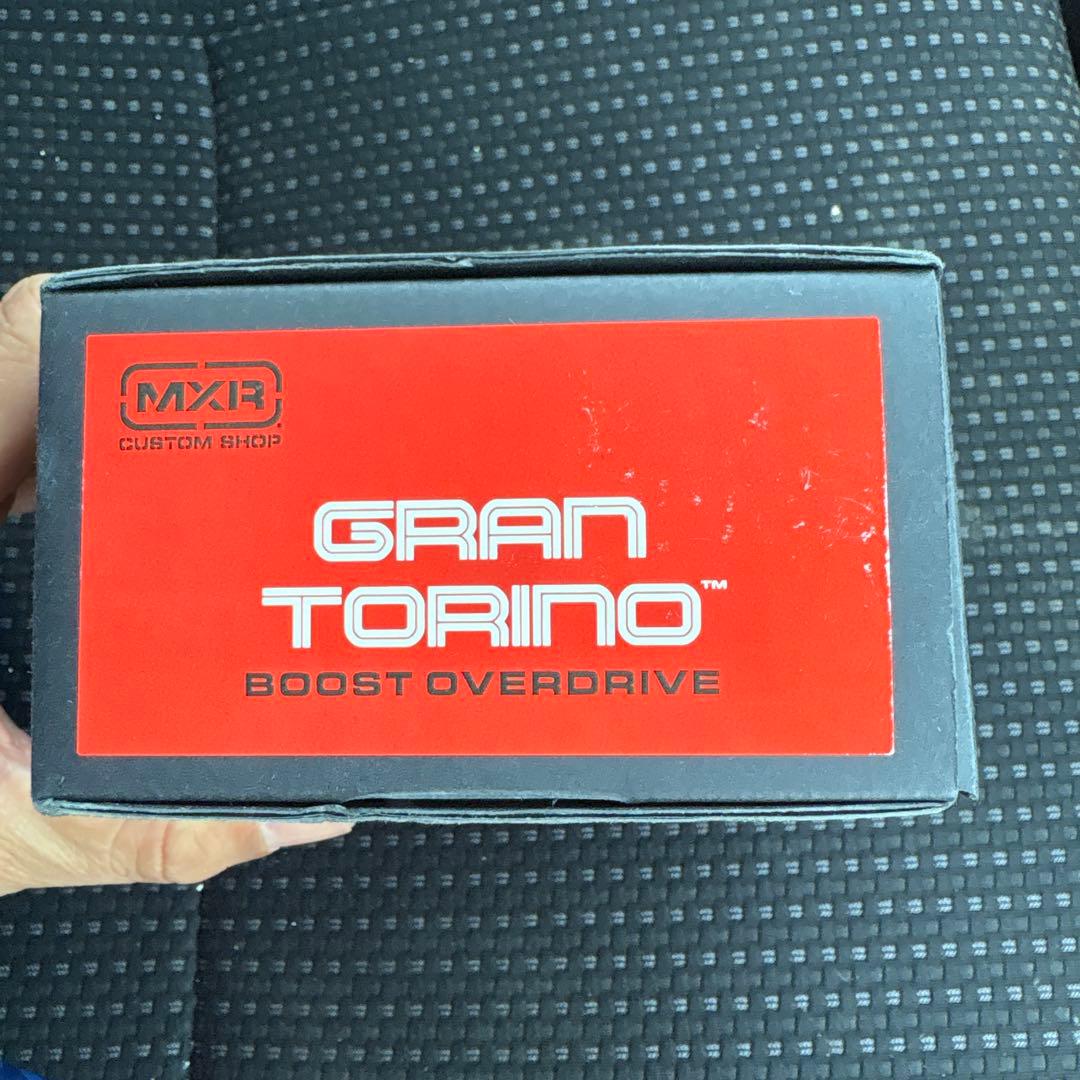 MXR
CUSTOM SHOP
GRAN
TORINO™
BOOST OVERDRIVE